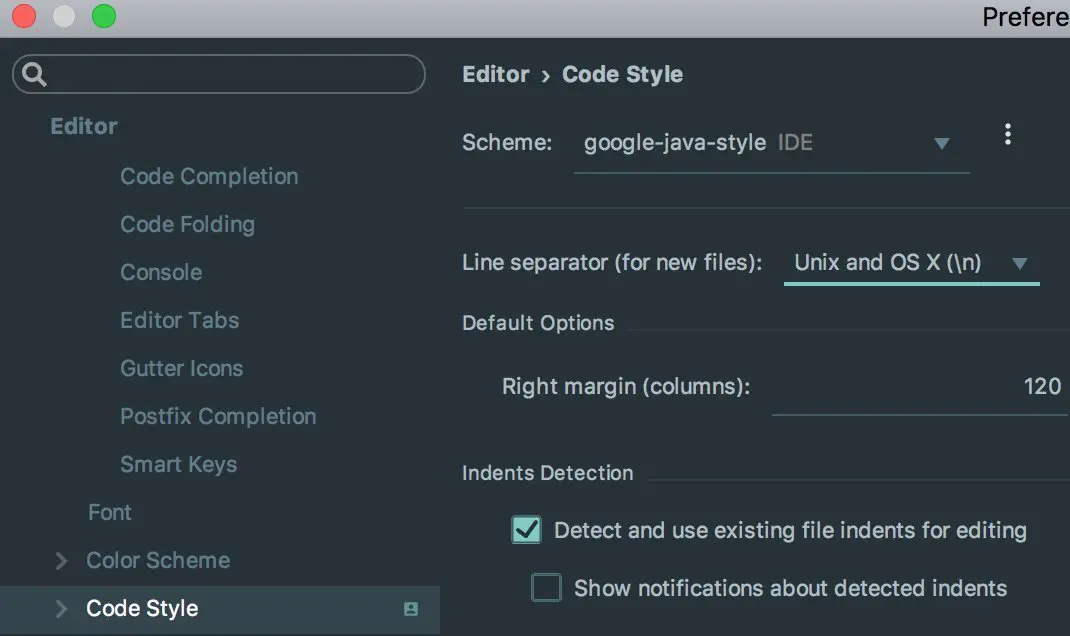 Prefere
Editor › Code Style
Editor
Scheme: google-java-style IDE
Code Completion
Code Folding
Line separator (for new files): Unix and OS X (\n)
Console
Editor Tabs
Default Options
Gutter Icons
Right margin (columns): 120
Postfix Completion
Smart Keys
Indents Detection
Font
Detect and use existing file indents for editing
Color Scheme
Show notifications about detected indents
Code Style